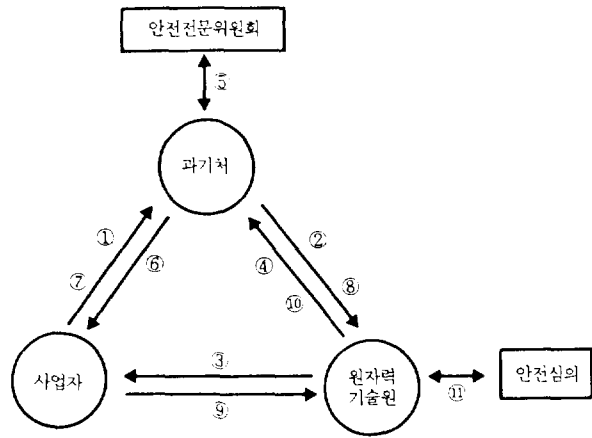 안전전문위원회
⑤
과기처
①
②
⑦
⑥
④
⑧
⑩
사업자
③
⑨
원자력
기술원
⑪
안전심의